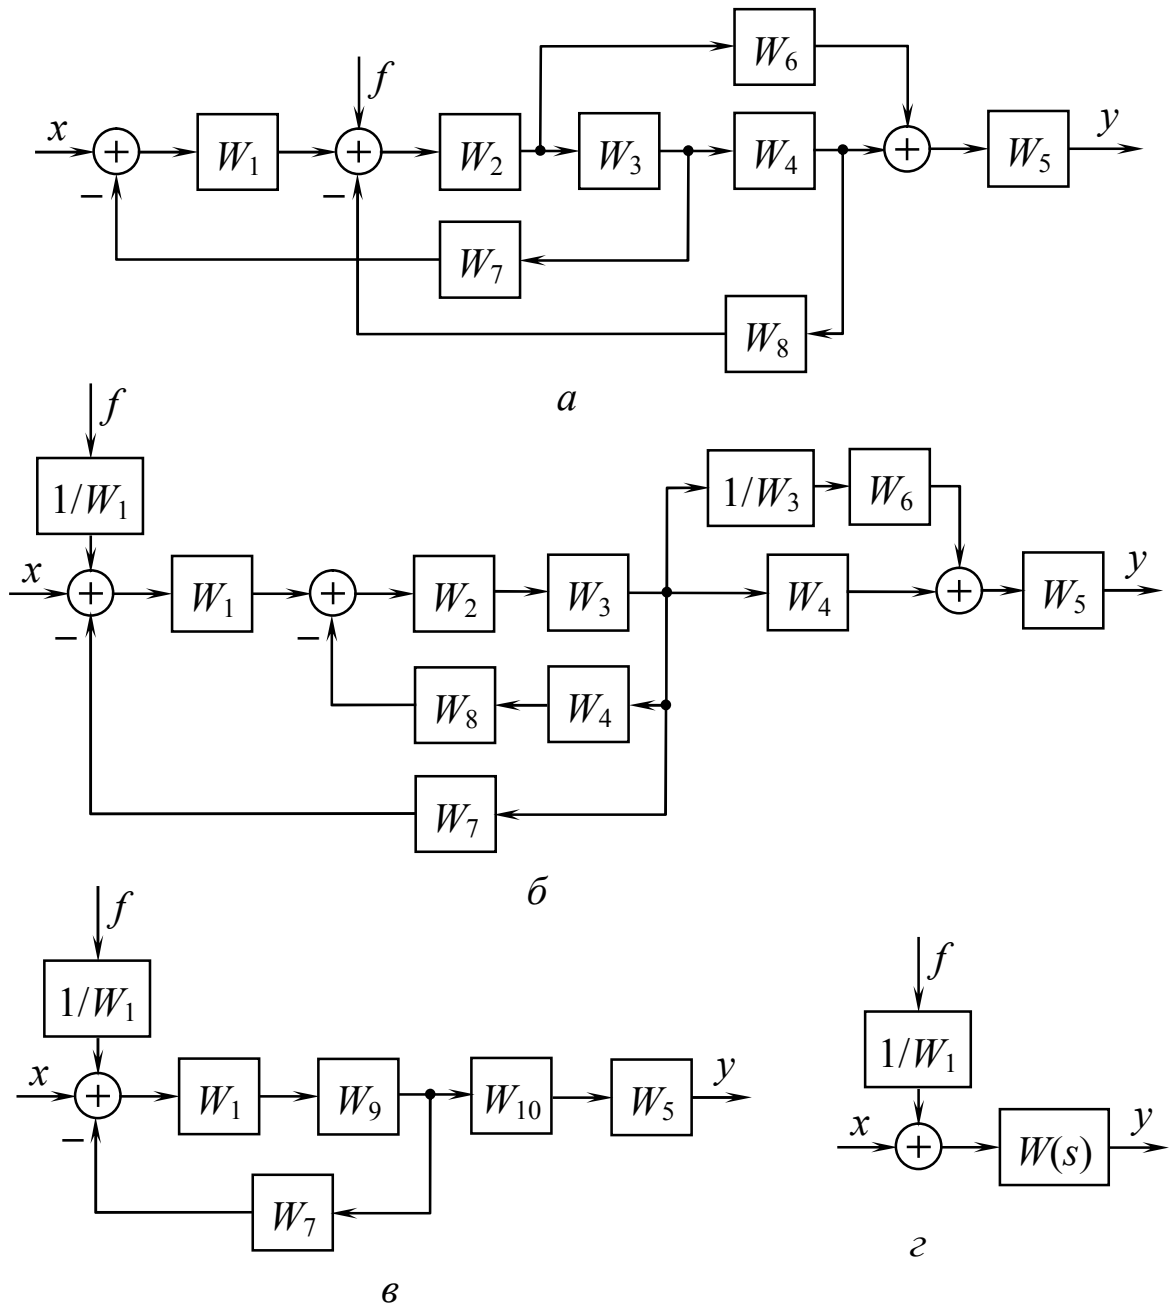 W₆
f
x + W₁ + W₂ W₃ W₄ + W₅ y
− −
W₇
W₈
а
f
1/W₁ 1/W₃ W₆
x + W₁ + W₂ W₃ W₄ + W₅ y
− −
W₈ W₄
W₇
б
f
1/W₁
x + W₁ W₉ W₁₀ W₅ y
−
W₇
в
f
1/W₁
x + W(s) y
г